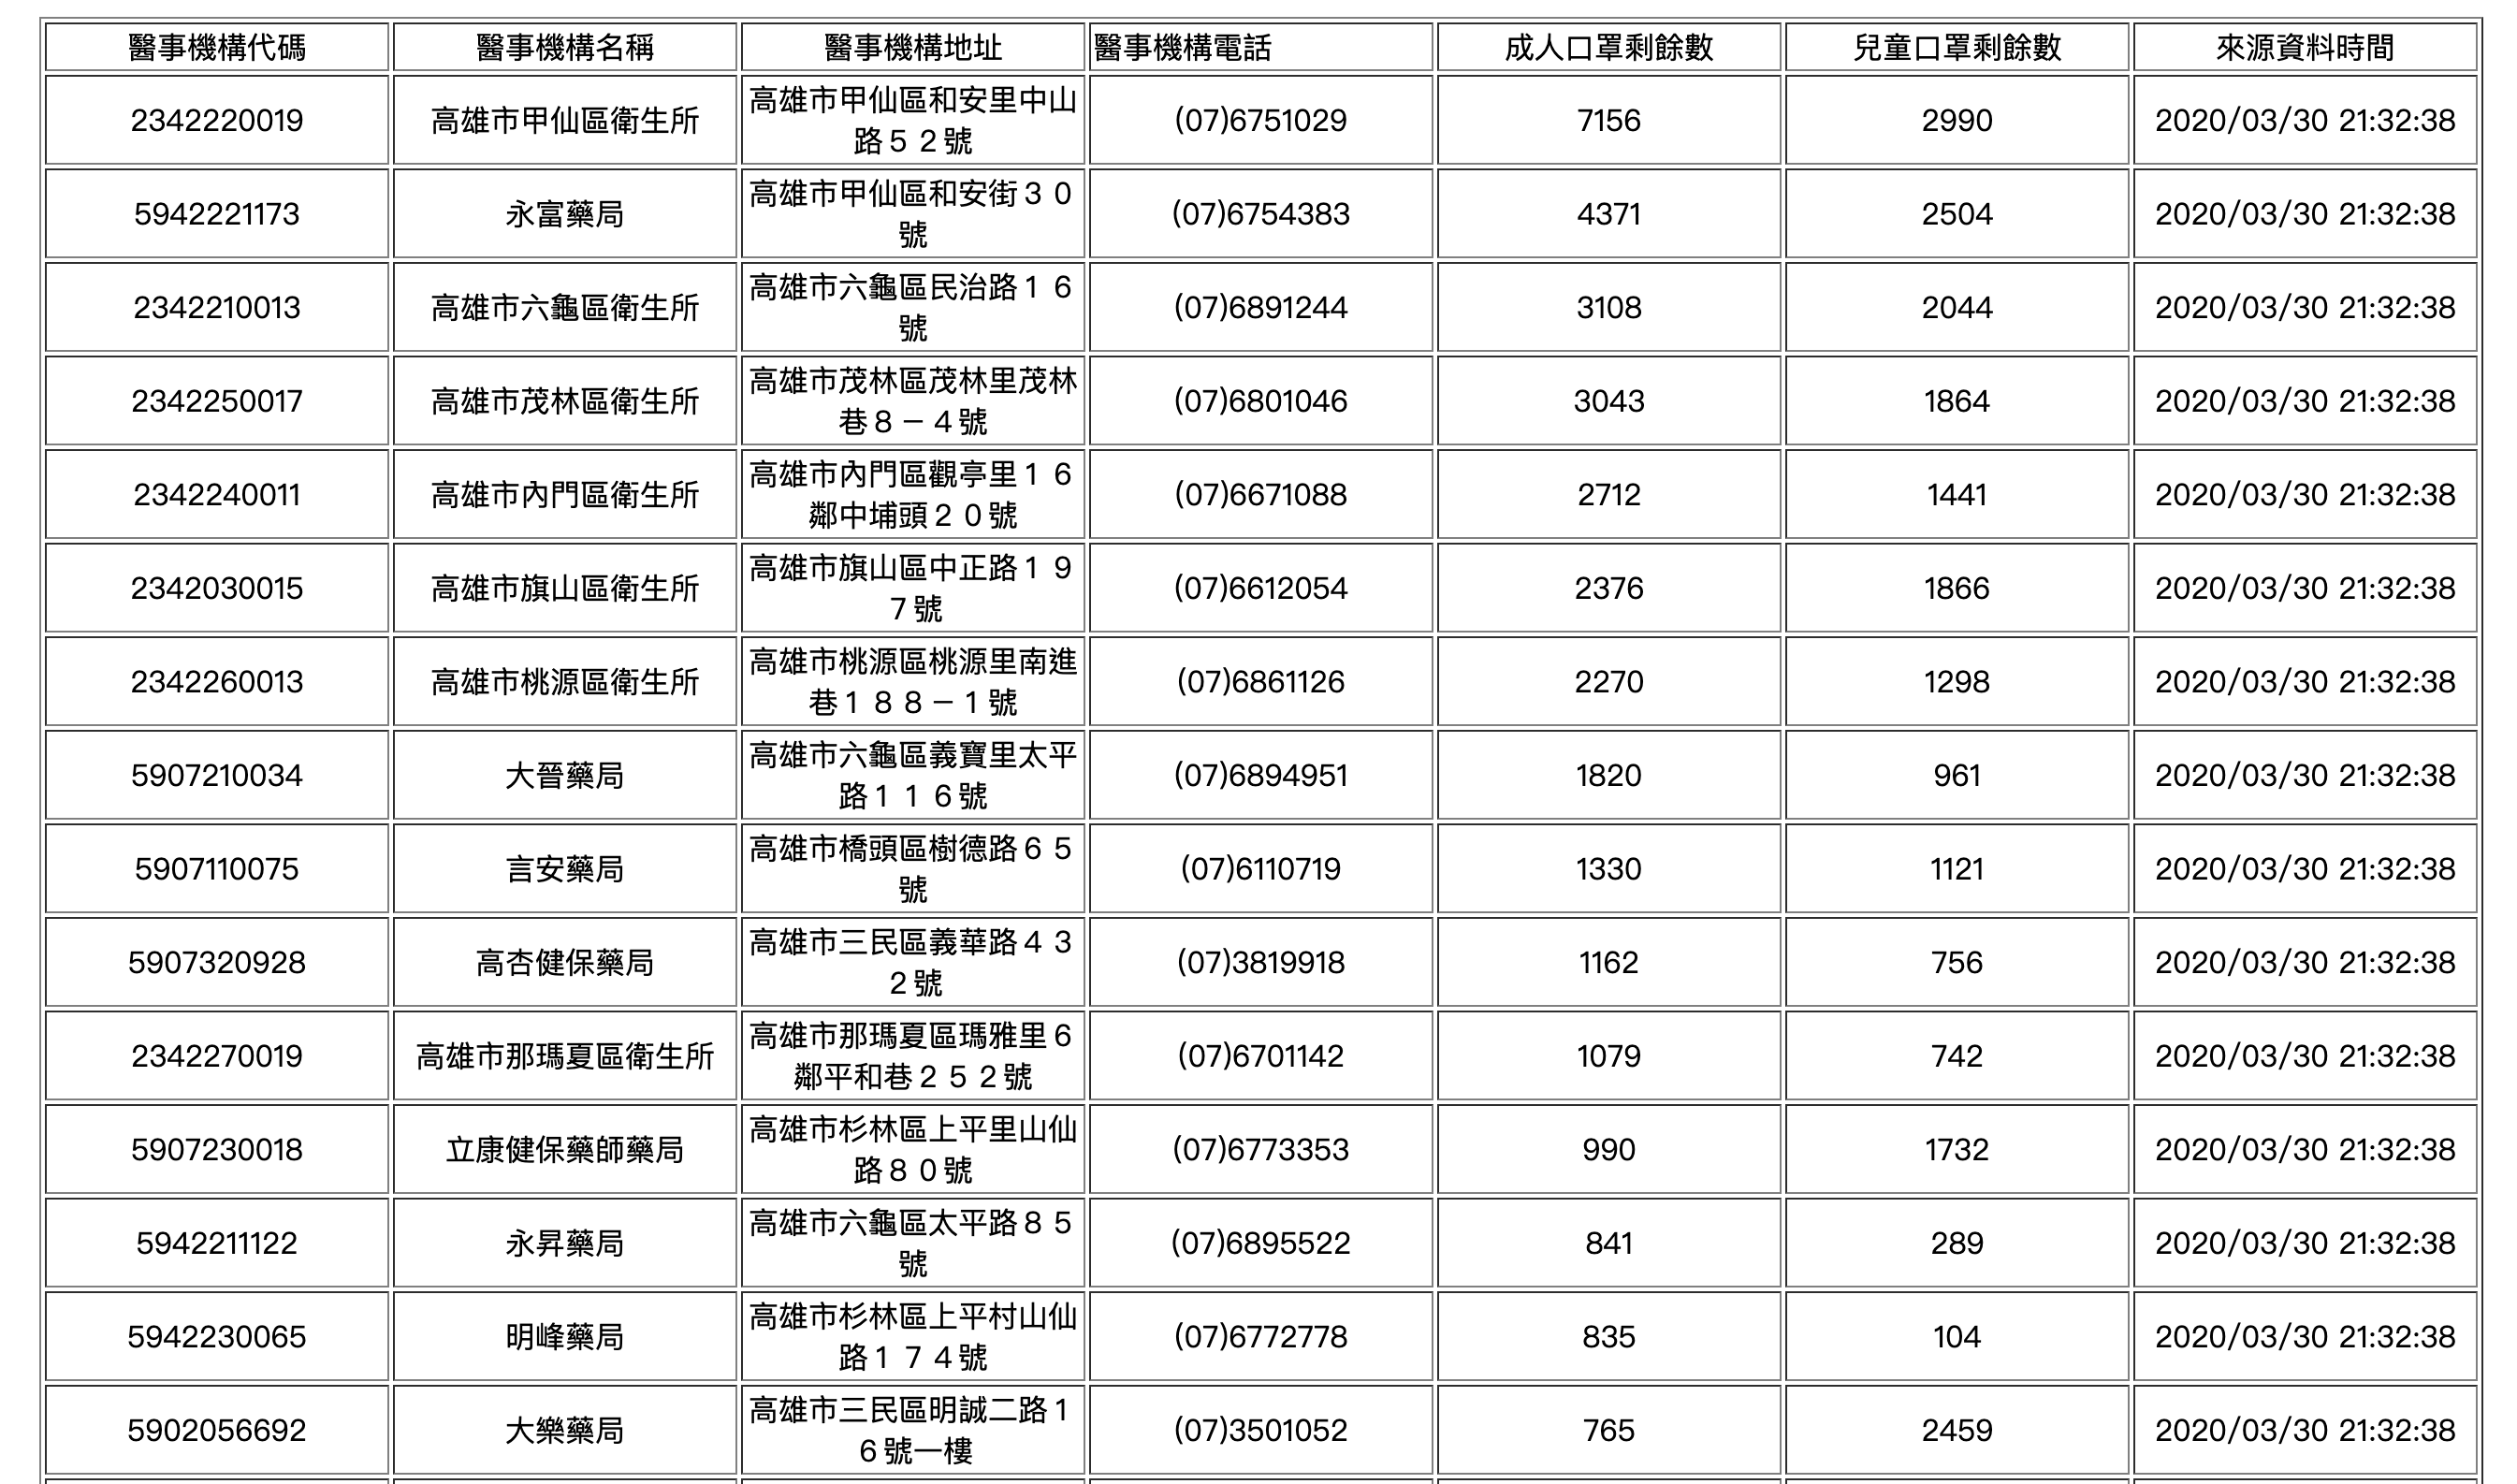 醫事機構代碼 醫事機構名稱 醫事機構地址 醫事機構電話 成人口罩剩餘數 兒童口罩剩餘數 來源資料時間
2342220019 高雄市甲仙區衛生所 高雄市甲仙區和安里中山路５２號 (07)6751029 7156 2990 2020/03/30 21:32:38
5942221173 永富藥局 高雄市甲仙區和安街３０號 (07)6754383 4371 2504 2020/03/30 21:32:38
2342210013 高雄市六龜區衛生所 高雄市六龜區民治路１６號 (07)6891244 3108 2044 2020/03/30 21:32:38
2342250017 高雄市茂林區衛生所 高雄市茂林區茂林里茂林巷８－４號 (07)6801046 3043 1864 2020/03/30 21:32:38
2342240011 高雄市內門區衛生所 高雄市內門區觀亭里１６鄰中埔頭２０號 (07)6671088 2712 1441 2020/03/30 21:32:38
2342030015 高雄市旗山區衛生所 高雄市旗山區中正路１９７號 (07)6612054 2376 1866 2020/03/30 21:32:38
2342260013 高雄市桃源區衛生所 高雄市桃源區桃源里南進巷１８８－１號 (07)6861126 2270 1298 2020/03/30 21:32:38
5907210034 大晉藥局 高雄市六龜區義寶里太平路１１６號 (07)6894951 1820 961 2020/03/30 21:32:38
5907110075 言安藥局 高雄市橋頭區樹德路６５號 (07)6110719 1330 1121 2020/03/30 21:32:38
5907320928 高杏健保藥局 高雄市三民區義華路４３２號 (07)3819918 1162 756 2020/03/30 21:32:38
2342270019 高雄市那瑪夏區衛生所 高雄市那瑪夏區瑪雅里６鄰平和巷２５２號 (07)6701142 1079 742 2020/03/30 21:32:38
5907230018 立康健保藥師藥局 高雄市杉林區上平里山仙路８０號 (07)6773353 990 1732 2020/03/30 21:32:38
5942211122 永昇藥局 高雄市六龜區太平路８５號 (07)6895522 841 289 2020/03/30 21:32:38
5942230065 明峰藥局 高雄市杉林區上平村山仙路１７４號 (07)6772778 835 104 2020/03/30 21:32:38
5902056692 大樂藥局 高雄市三民區明誠二路１６號一樓 (07)3501052 765 2459 2020/03/30 21:32:38